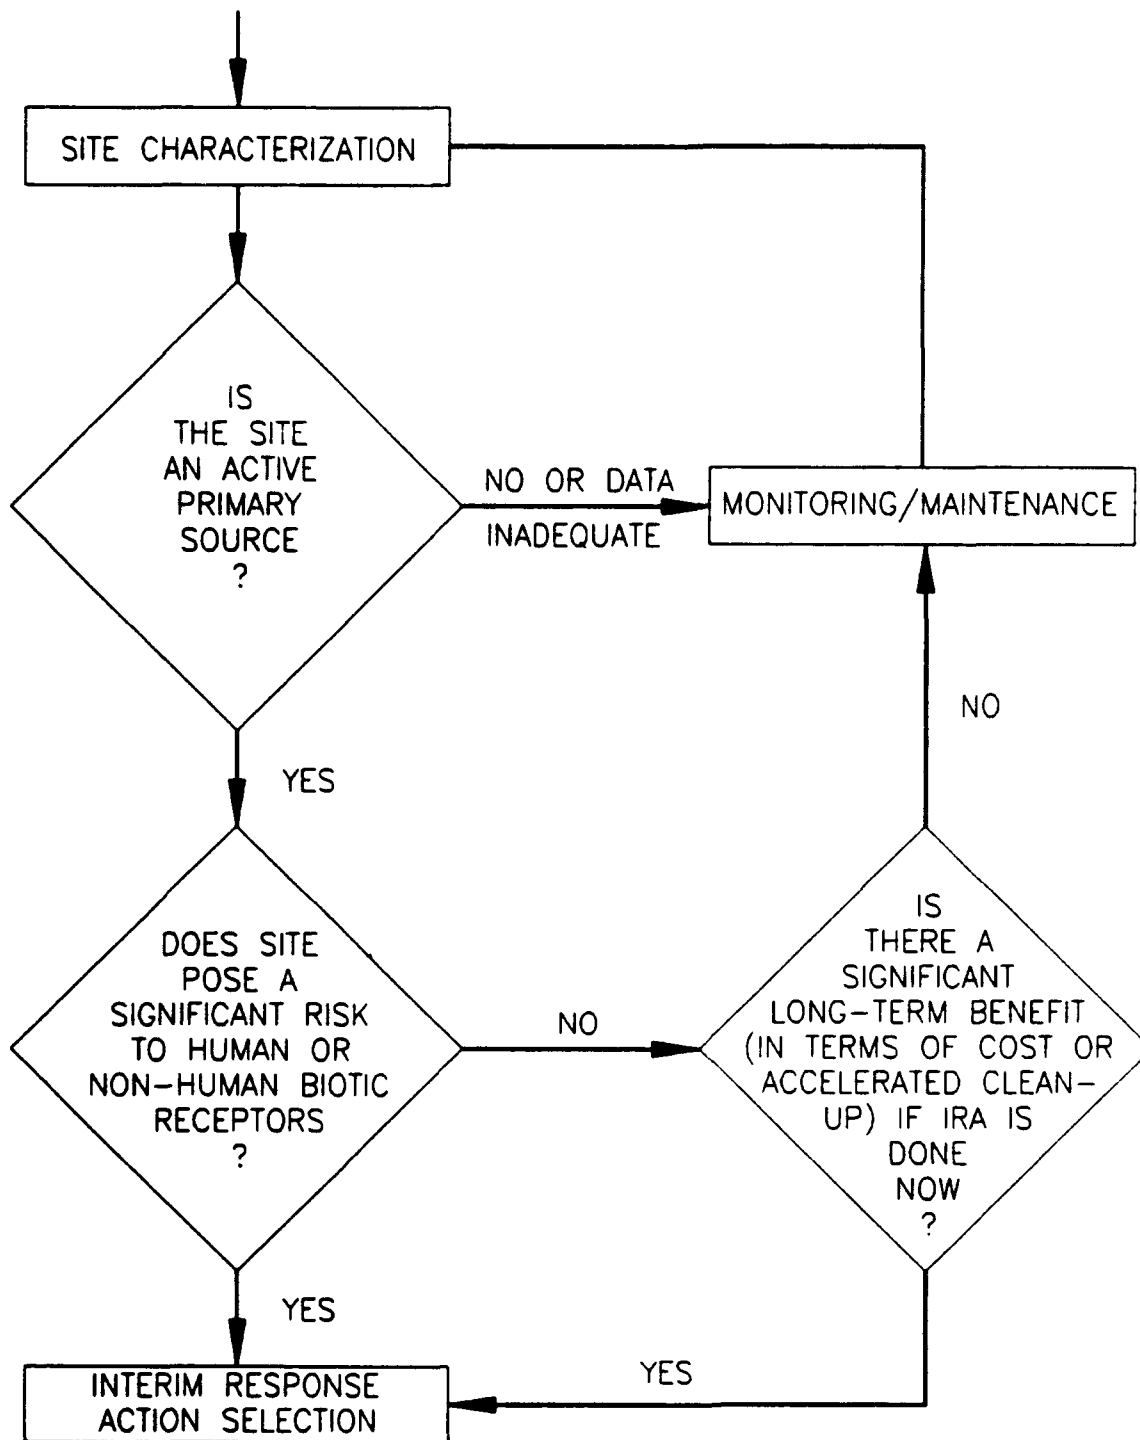 SITE CHARACTERIZATION
IS
THE SITE
AN ACTIVE
PRIMARY
SOURCE
?
NO OR DATA
INADEQUATE
MONITORING/MAINTENANCE
YES
NO
DOES SITE
POSE A
SIGNIFICANT RISK
TO HUMAN OR
NON-HUMAN BIOTIC
RECEPTORS
?
NO
IS
THERE A
SIGNIFICANT
LONG-TERM BENEFIT
(IN TERMS OF COST OR
ACCELERATED CLEAN-
UP) IF IRA IS
DONE
NOW
?
YES
YES
INTERIM RESPONSE
ACTION SELECTION